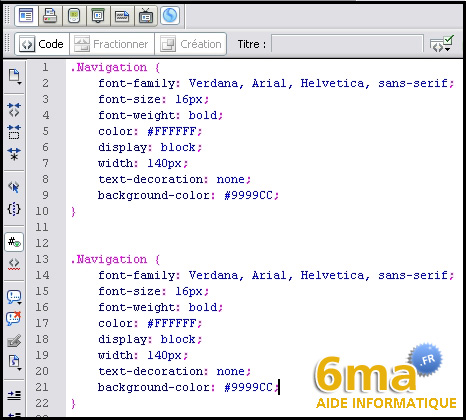 Code Fractionner Création Titre :
1 .Navigation {
2 font-family: Verdana, Arial, Helvetica, sans-serif;
3 font-size: 16px;
4 font-weight: bold;
5 color: #FFFFFF;
6 display: block;
7 width: 140px;
8 text-decoration: none;
9 background-color: #9999CC;
10 }
11
12
13 .Navigation {
14 font-family: Verdana, Arial, Helvetica, sans-serif;
15 font-size: 16px;
16 font-weight: bold;
17 color: #FFFFFF;
18 display: block;
19 width: 140px;
20 text-decoration: none;
21 background-color: #9999CC;
22 }
6ma .FR
AIDE INFORMATIQUE